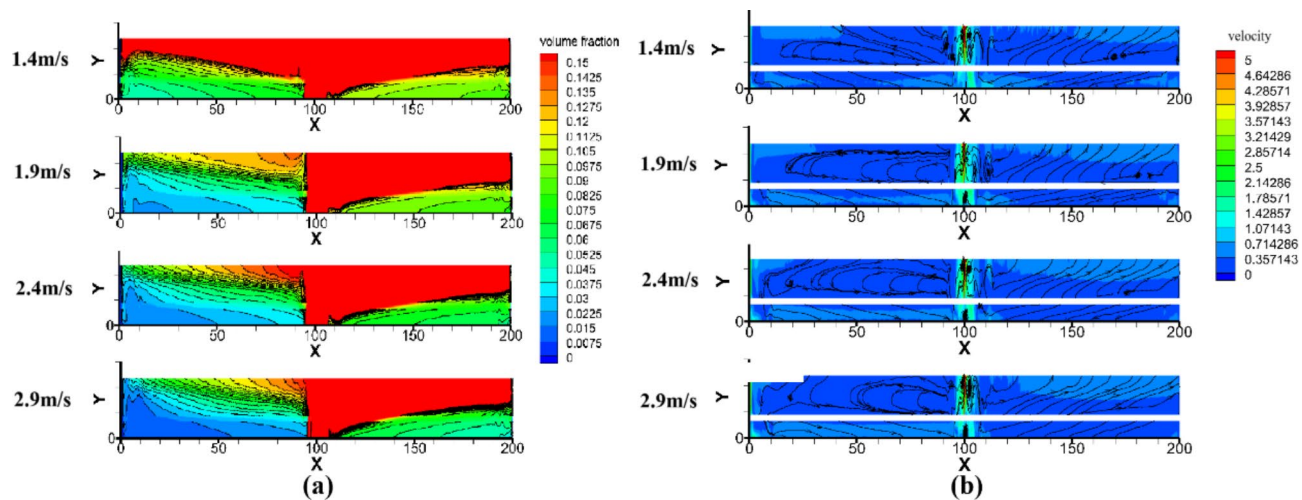 1.4m/s
Y
0
0 50 100 150 200
X
1.9m/s
Y
0
0 50 100 150 200
X
2.4m/s
Y
0
0 50 100 150 200
X
2.9m/s
Y
0
0 50 100 150 200
X
(a)
volume fraction
0.15
0.1425
0.135
0.1275
0.12
0.1125
0.105
0.0975
0.09
0.0825
0.075
0.0675
0.06
0.0525
0.045
0.0375
0.03
0.0225
0.015
0.0075
0
1.4m/s
Y
0
0 50 100 150 200
X
1.9m/s
Y
0
0 50 100 150 200
X
2.4m/s
Y
0
0 50 100 150 200
X
2.9m/s
Y
0
0 50 100 150 200
X
(b)
velocity
5
4.64286
4.28571
3.92857
3.57143
3.21429
2.85714
2.5
2.14286
1.78571
1.42857
1.07143
0.714286
0.357143
0